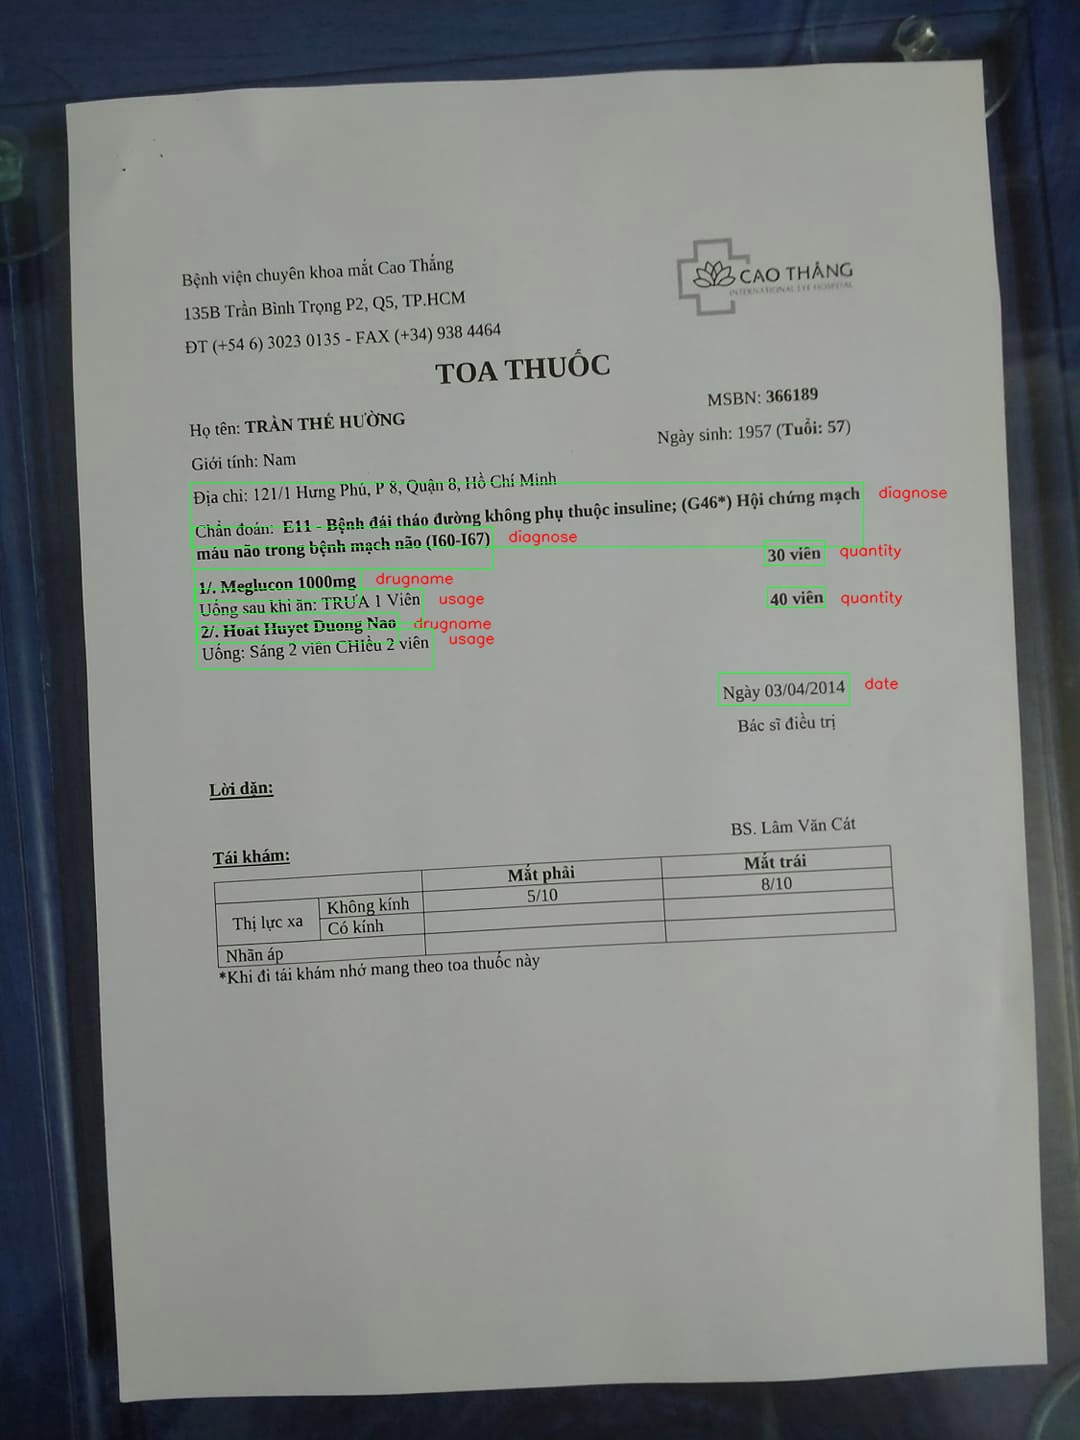 Bệnh viện chuyên khoa mắt Cao Thắng
135B Trần Bình Trọng P2, Q5, TP.HCM
ĐT (+54 6) 3023 0135 - FAX (+34) 938 4464
CAO THẮNG
INTERNATIONAL EYE HOSPITAL
TOA THUỐC
MSBN: 366189
Họ tên: TRẦN THẾ HƯỜNG
Ngày sinh: 1957 (Tuổi: 57)
Giới tính: Nam
Địa chỉ: 121/1 Hưng Phú, P 8, Quận 8, Hồ Chí Minh
Chẩn đoán: E11 - Bệnh đái tháo đường không phụ thuộc insuline; (G46*) Hội chứng mạch diagnose
máu não trong bệnh mạch não (I60-I67) diagnose
30 viên quantity
1/. Meglucon 1000mg drugname
Uống sau khi ăn: TRƯA 1 Viên usage
40 viên quantity
2/. Hoat Huyet Duong Nao drugname
Uống: Sáng 2 viên CHiều 2 viên usage
Ngày 03/04/2014 date
Bác sĩ điều trị
Lời dặn:
BS. Lâm Văn Cát
Tái khám:
Mắt phải Mắt trái
Thị lực xa Không kính 5/10 8/10
Có kính
Nhãn áp
*Khi đi tái khám nhớ mang theo toa thuốc này